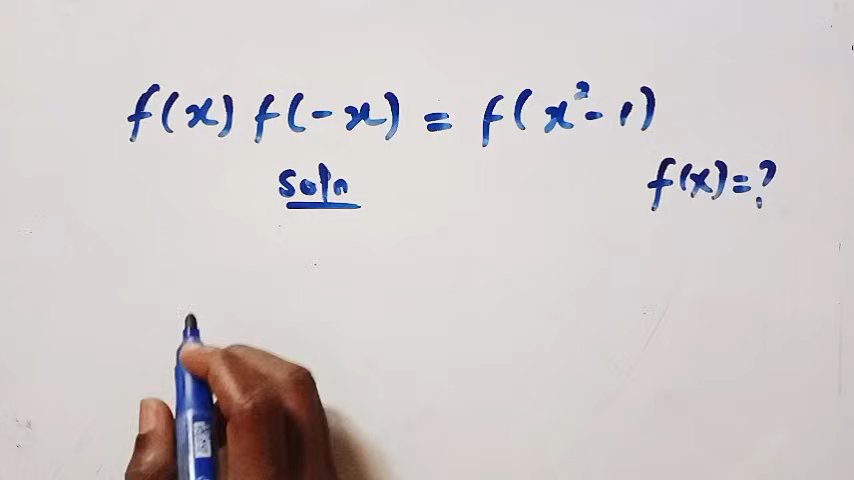 f(x) f(-x) = f(x²-1)
soln
f(x)=?